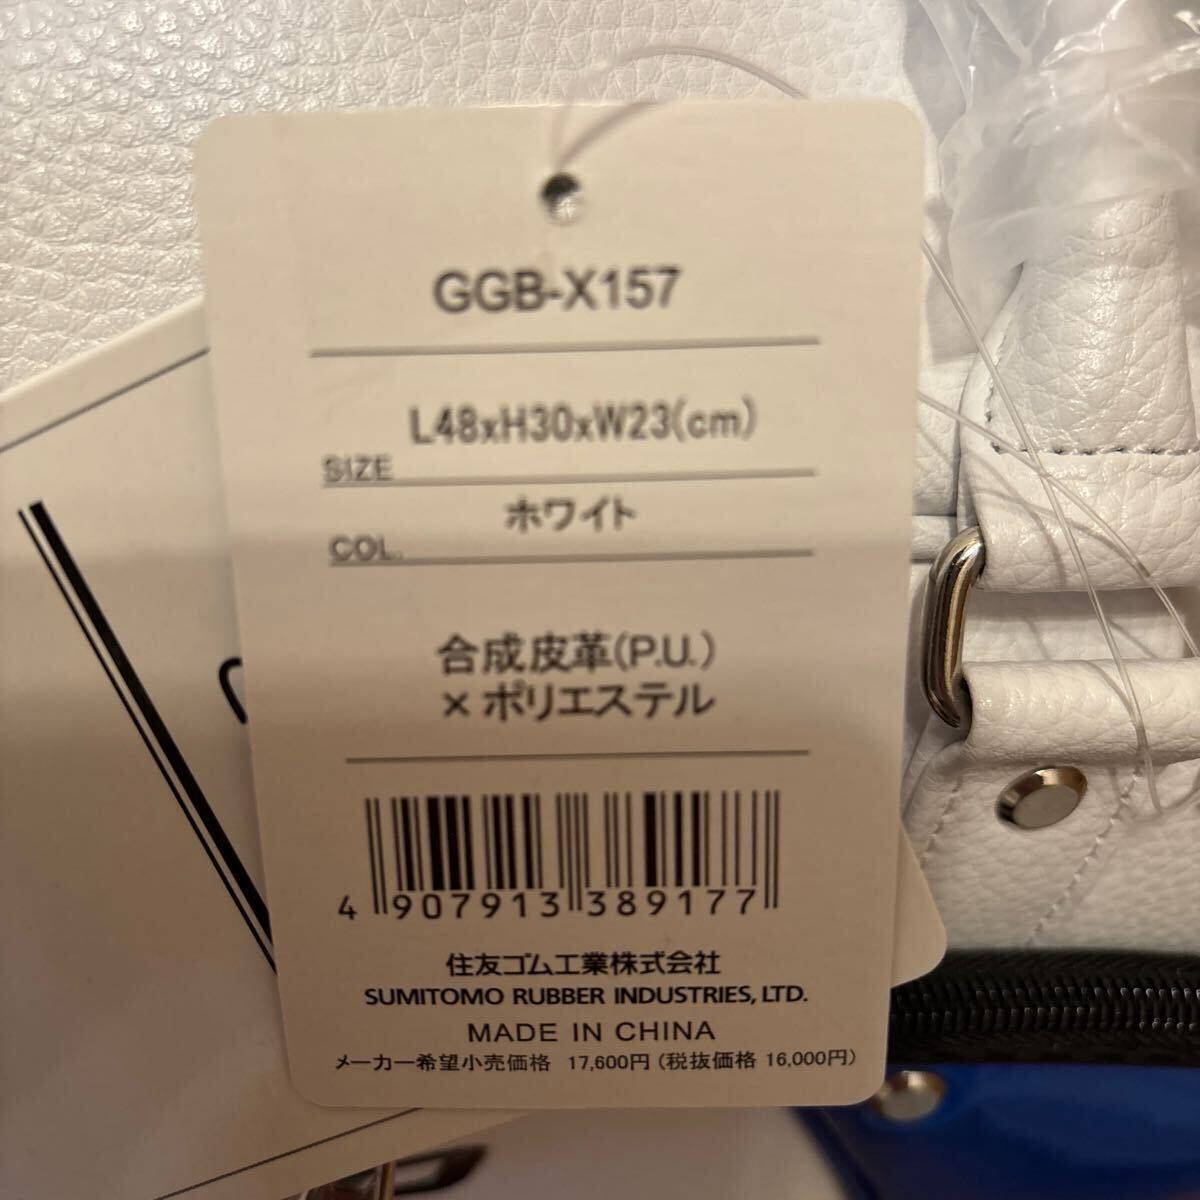 GGB-X157
L48xH30xW23(cm)
SIZE
ホワイト
COL.
合成皮革(P.U.)
× ポリエステル
4 907913 389177
住友ゴム工業株式会社
SUMITOMO RUBBER INDUSTRIES, LTD.
MADE IN CHINA
メーカー希望小売価格 17,600円 (税抜価格 16,000円)